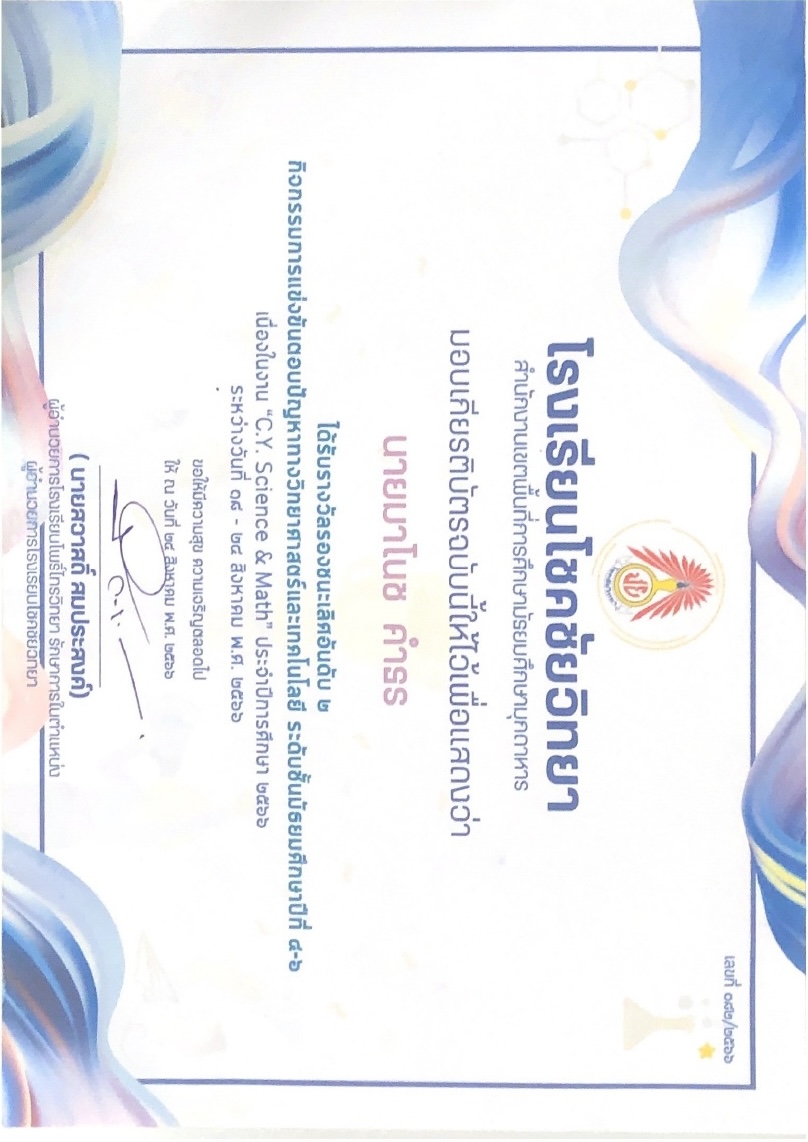 เลขที่ ๑๘๒/๒๕๖๖
โรงเรียนโชคชัยวิทยา
สำนักงานเขตพื้นที่การศึกษามัธยมศึกษามุกดาหาร
มอบเกียรติบัตรฉบับนี้ให้ไว้เพื่อแสดงว่า
นายมาโนช คำธร
ได้รับรางวัลรองชนะเลิศอันดับ ๒
กิจกรรมการแข่งขันตอบปัญหาทางวิทยาศาสตร์และเทคโนโลยี ระดับชั้นมัธยมศึกษาปีที่ ๔-๖
เนื่องในงาน "C.Y. Science & Math" ประจำปีการศึกษา ๒๕๖๖
ระหว่างวันที่ ๑๘ - ๒๔ สิงหาคม พ.ศ. ๒๕๖๖
ขอให้มีความสุข ความเจริญตลอดไป
ให้ ณ วันที่ ๒๔ สิงหาคม พ.ศ. ๒๕๖๖
( นายสวาศดิ์ สมประสงค์)
ผู้อำนวยการโรงเรียนโพธิ์ไทรวิทยา รักษาการในตำแหน่ง
ผู้อำนวยการโรงเรียนโชคชัยวิทยา